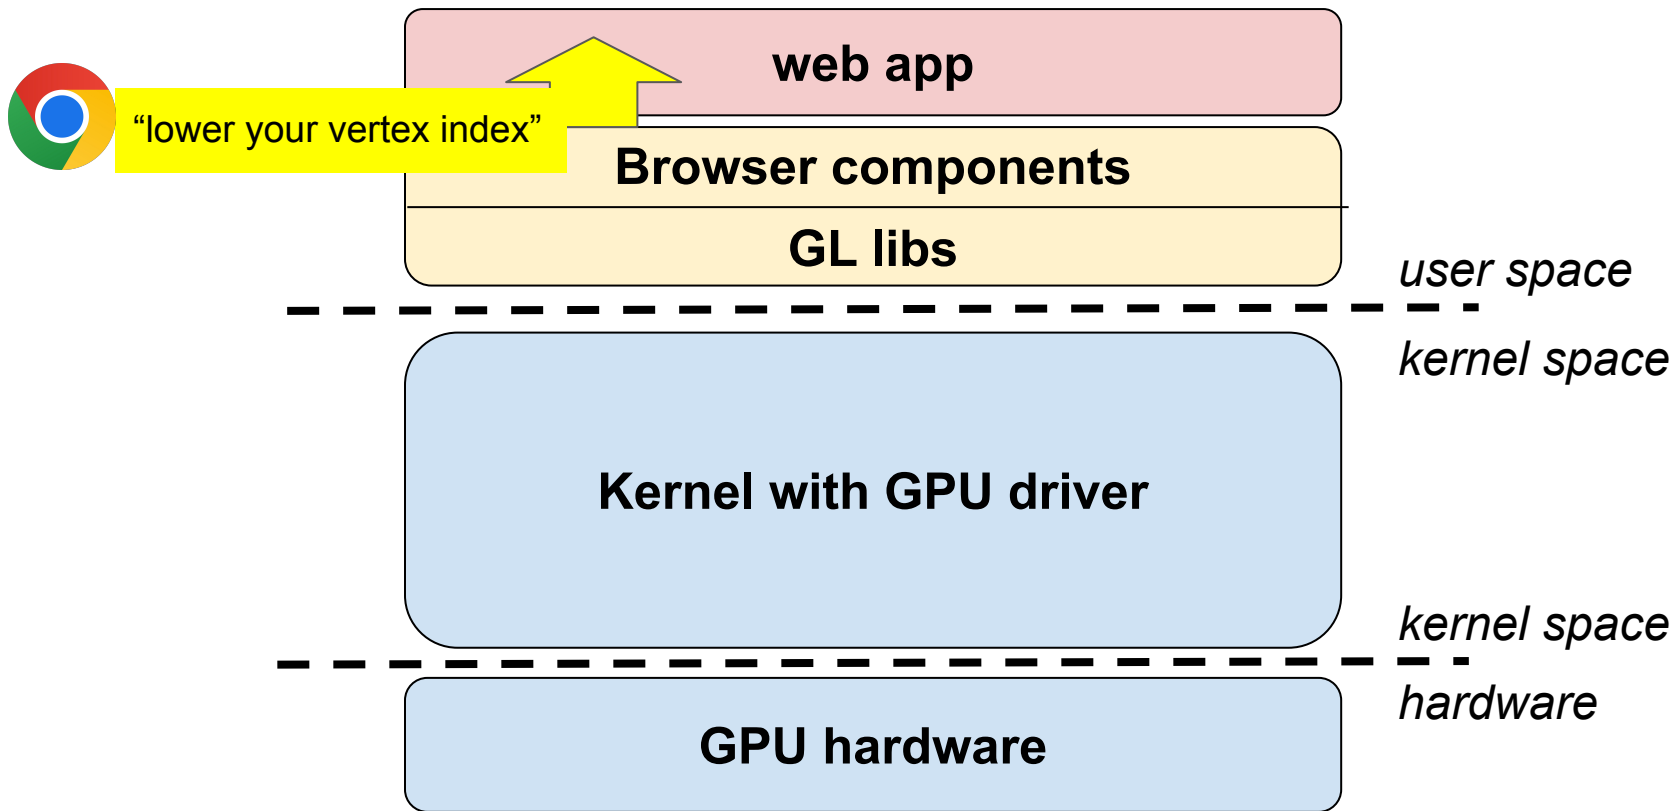 web app
“lower your vertex index”
Browser components
GL libs
user space
kernel space
Kernel with GPU driver
kernel space
hardware
GPU hardware